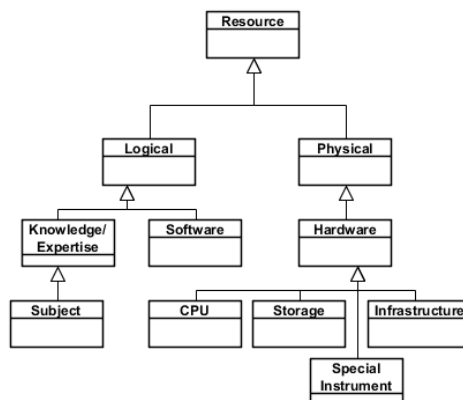 Resource
Logical
Physical
Knowledge/
Expertise
Software
Hardware
Subject
CPU
Storage
Infrastructure
Special
Instrument